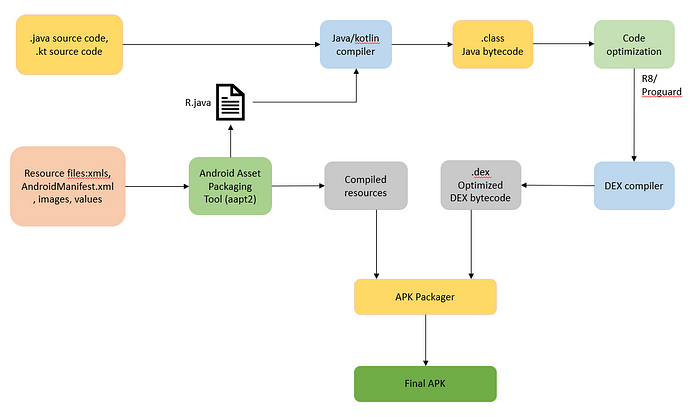 .java source code,
.kt source code
Java/kotlin
compiler
.class
Java bytecode
Code
optimization
R8/
Proguard
R.java
Resource files:xmls,
AndroidManifest.xml
, images, values
Android Asset
Packaging
Tool (aapt2)
Compiled
resources
.dex
Optimized
DEX bytecode
DEX compiler
APK Packager
Final APK